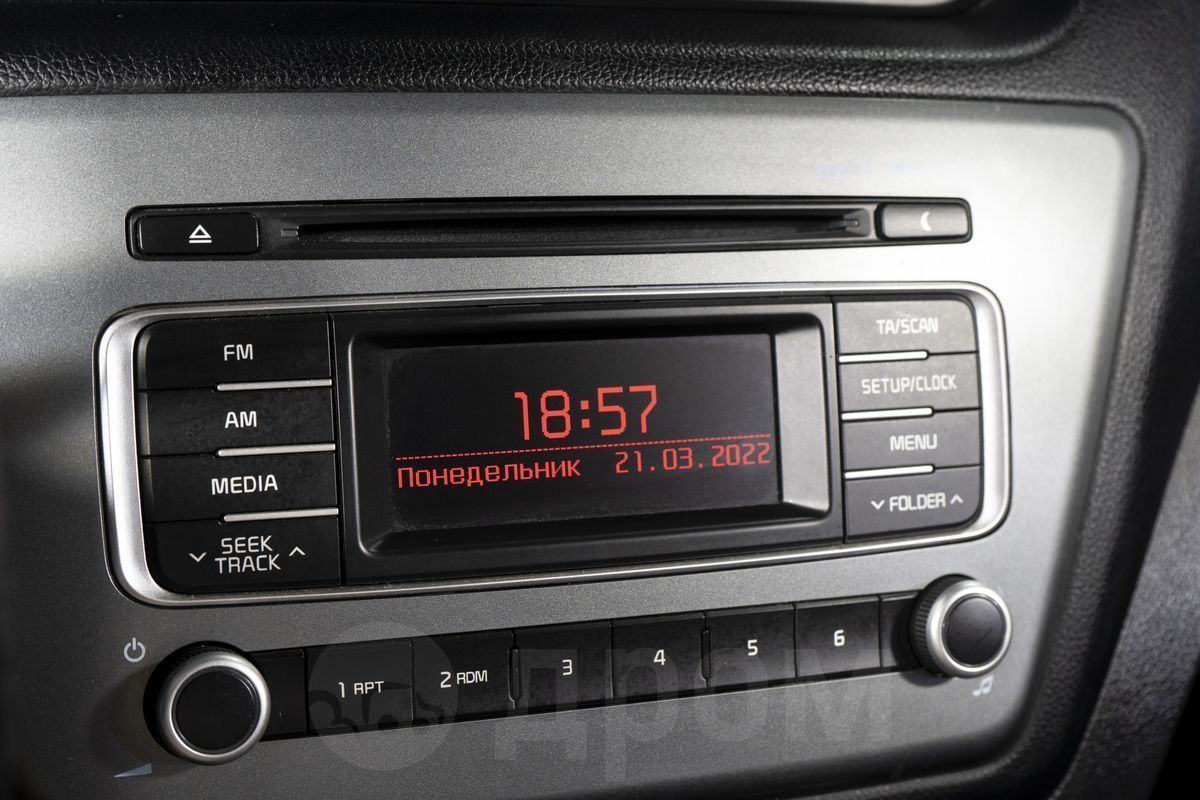 FM
AM
MEDIA
SEEK
TRACK
18:57
Понедельник 21.03.2022
TA/SCAN
SETUP/CLOCK
MENU
FOLDER
1 RPT
2 RDM
3
4
5
6
дром